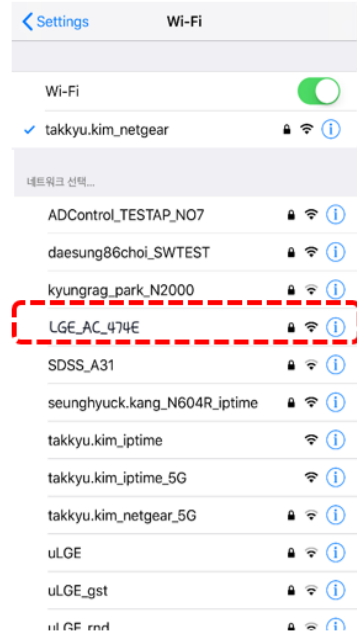 Settings
Wi-Fi
Wi-Fi
takkyu.kim_netgear
네트워크 선택...
ADControl_TESTAP_NO7
daesung86choi_SWTEST
kyungrag_park_N2000
LGE_AC_474E
SDSS_A31
seunghyuck.kang_N604R_iptime
takkyu.kim_iptime
takkyu.kim_iptime_5G
takkyu.kim_netgear_5G
uLGE
uLGE_gst
uLGE_rnd